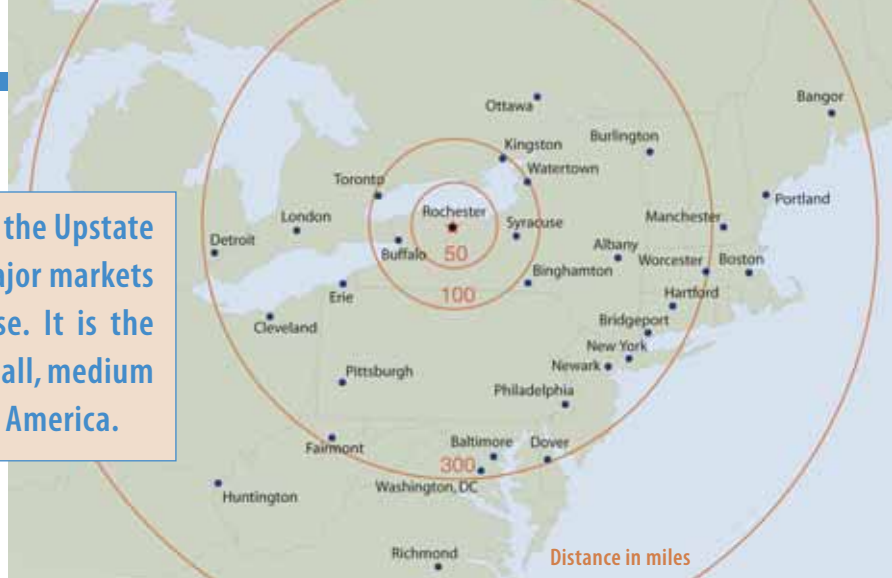 the Upstate
jor markets
se. It is the
all, medium
America.
Ottawa
Bangor
Burlington
Kingston
Watertown
Toronto
Portland
Rochester
London
Manchester
Syracuse
Detroit
Albany
Buffalo
50
Worcester
Boston
Binghamton
Erie
100
Hartford
Cleveland
Bridgeport
New York
Newark
Pittsburgh
Philadelphia
Fairmont
Baltimore
Dover
300
Washington, DC
Huntington
Richmond
Distance in miles